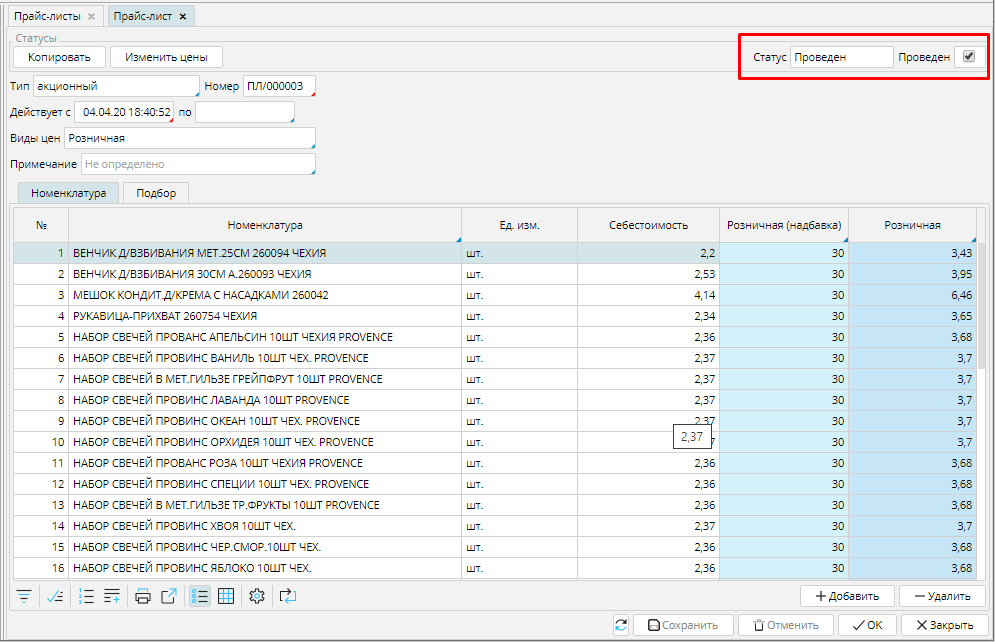 Прайс-листы × Прайс-лист ×
Статусы
Копировать Изменить цены Статус Проведен Проведен
Тип акционный Номер ПЛ/000003
Действует с 04.04.20 18:40:52 по
Виды цен Розничная
Примечание Не определено
Номенклатура Подбор
№ Номенклатура Ед. изм. Себестоимость Розничная (надбавка) Розничная
1 ВЕНЧИК Д/ВЗБИВАНИЯ МЕТ.25СМ 260094 ЧЕХИЯ шт. 2,2 30 3,43
2 ВЕНЧИК Д/ВЗБИВАНИЯ 30СМ А.260093 ЧЕХИЯ шт. 2,53 30 3,95
3 МЕШОК КОНДИТ.Д/КРЕМА С НАСАДКАМИ 260042 шт. 4,14 30 6,46
4 РУКАВИЦА-ПРИХВАТ 260754 ЧЕХИЯ шт. 2,34 30 3,65
5 НАБОР СВЕЧЕЙ ПРОВАНС АПЕЛЬСИН 10ШТ ЧЕХИЯ PROVENCE шт. 2,36 30 3,68
6 НАБОР СВЕЧЕЙ ПРОВИНС ВАНИЛЬ 10ШТ ЧЕХ. PROVENCE шт. 2,37 30 3,7
7 НАБОР СВЕЧЕЙ В МЕТ.ГИЛЬЗЕ ГРЕЙПФРУТ 10ШТ PROVENCE шт. 2,37 30 3,7
8 НАБОР СВЕЧЕЙ ПРОВИНС ЛАВАНДА 10ШТ PROVENCE шт. 2,37 30 3,7
9 НАБОР СВЕЧЕЙ ПРОВИНС ОКЕАН 10ШТ ЧЕХ. PROVENCE шт. 2,37 30 3,7
10 НАБОР СВЕЧЕЙ ПРОВИНС ОРХИДЕЯ 10ШТ ЧЕХ. PROVENCE шт. 2,37 30 3,7
11 НАБОР СВЕЧЕЙ ПРОВАНС РОЗА 10ШТ ЧЕХИЯ PROVENCE шт. 2,36 30 3,68
12 НАБОР СВЕЧЕЙ ПРОВИНС СПЕЦИИ 10ШТ ЧЕХ. PROVENCE шт. 2,36 30 3,68
13 НАБОР СВЕЧЕЙ В МЕТ.ГИЛЬЗЕ ТР.ФРУКТЫ 10ШТ PROVENCE шт. 2,36 30 3,68
14 НАБОР СВЕЧЕЙ ПРОВИНС ХВОЯ 10ШТ ЧЕХ. шт. 2,37 30 3,7
15 НАБОР СВЕЧЕЙ ПРОВИНС ЧЕР.СМОР.10ШТ ЧЕХ. шт. 2,36 30 3,68
16 НАБОР СВЕЧЕЙ ПРОВИНС ЯБЛОКО 10ШТ ЧЕХ. шт. 2,36 30 3,68
Добавить Удалить
Сохранить Отменить ОК Закрыть